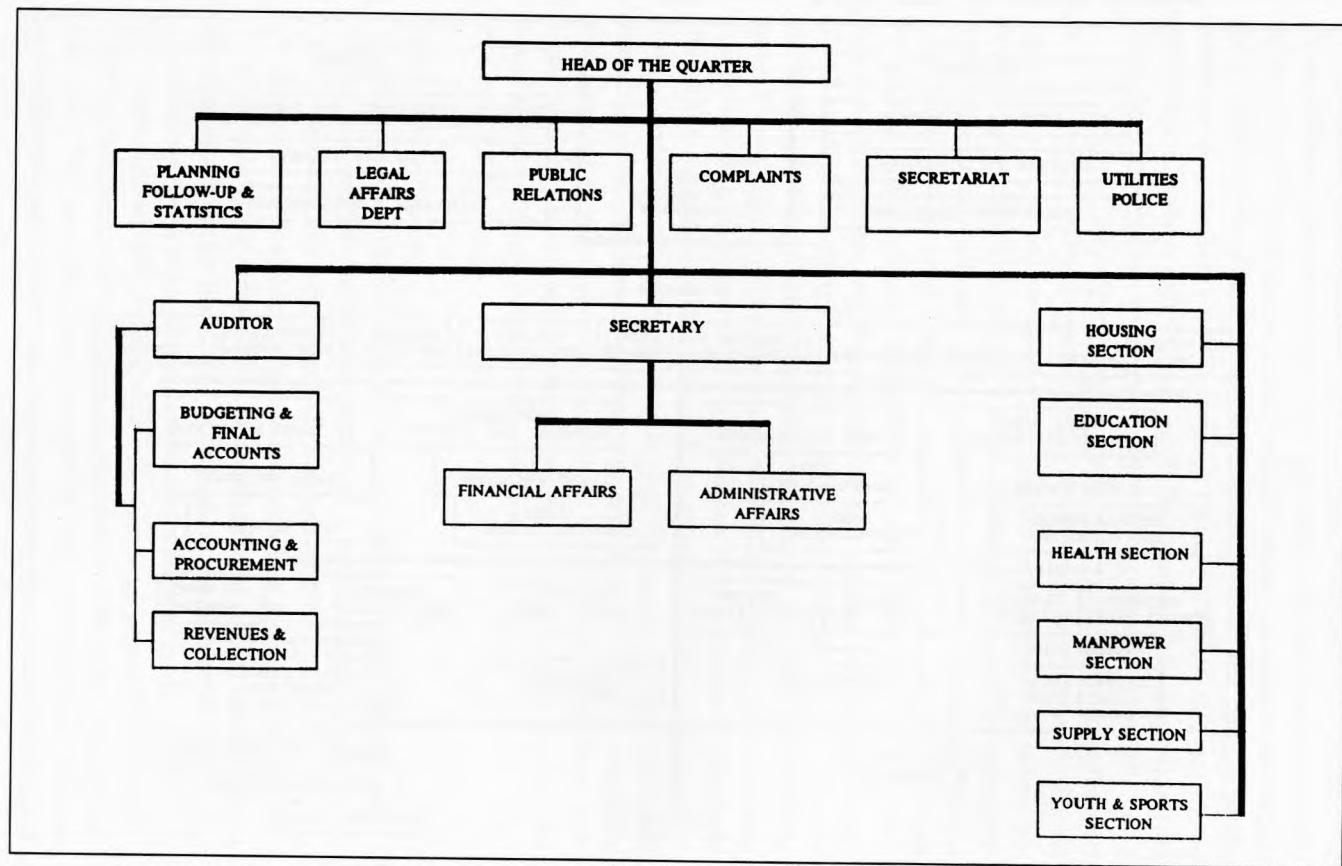 HEAD OF THE QUARTER
PLANNING
FOLLOW-UP &
STATISTICS
LEGAL
AFFAIRS
DEPT
PUBLIC
RELATIONS
COMPLAINTS
SECRETARIAT
UTILITIES
POLICE
AUDITOR
BUDGETING &
FINAL
ACCOUNTS
ACCOUNTING &
PROCUREMENT
REVENUES &
COLLECTION
SECRETARY
FINANCIAL AFFAIRS
ADMINISTRATIVE
AFFAIRS
HOUSING
SECTION
EDUCATION
SECTION
HEALTH SECTION
MANPOWER
SECTION
SUPPLY SECTION
YOUTH & SPORTS
SECTION